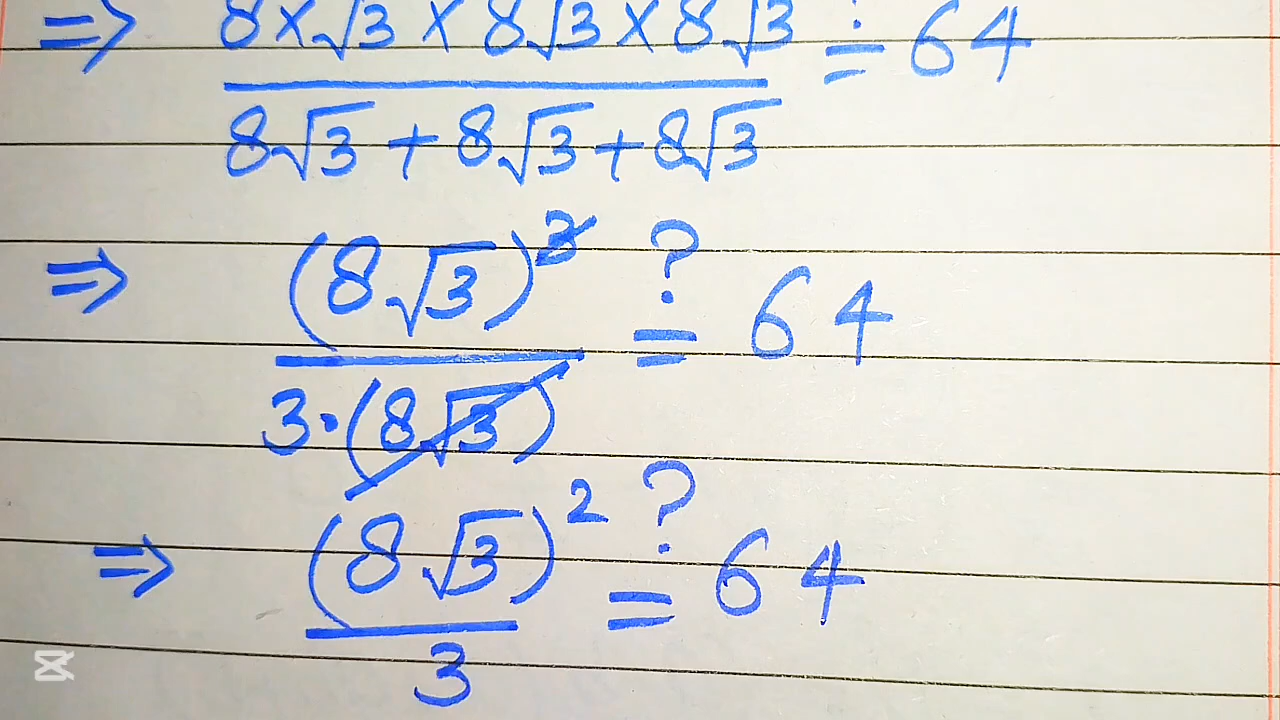 ⇒ 8×√3 × 8√3 × 8√3 ≟ 64
8√3 + 8√3 + 8√3
⇒ (8√3)³ ≟ 64
3·(8√3)
⇒ (8√3)² ≟ 64
3